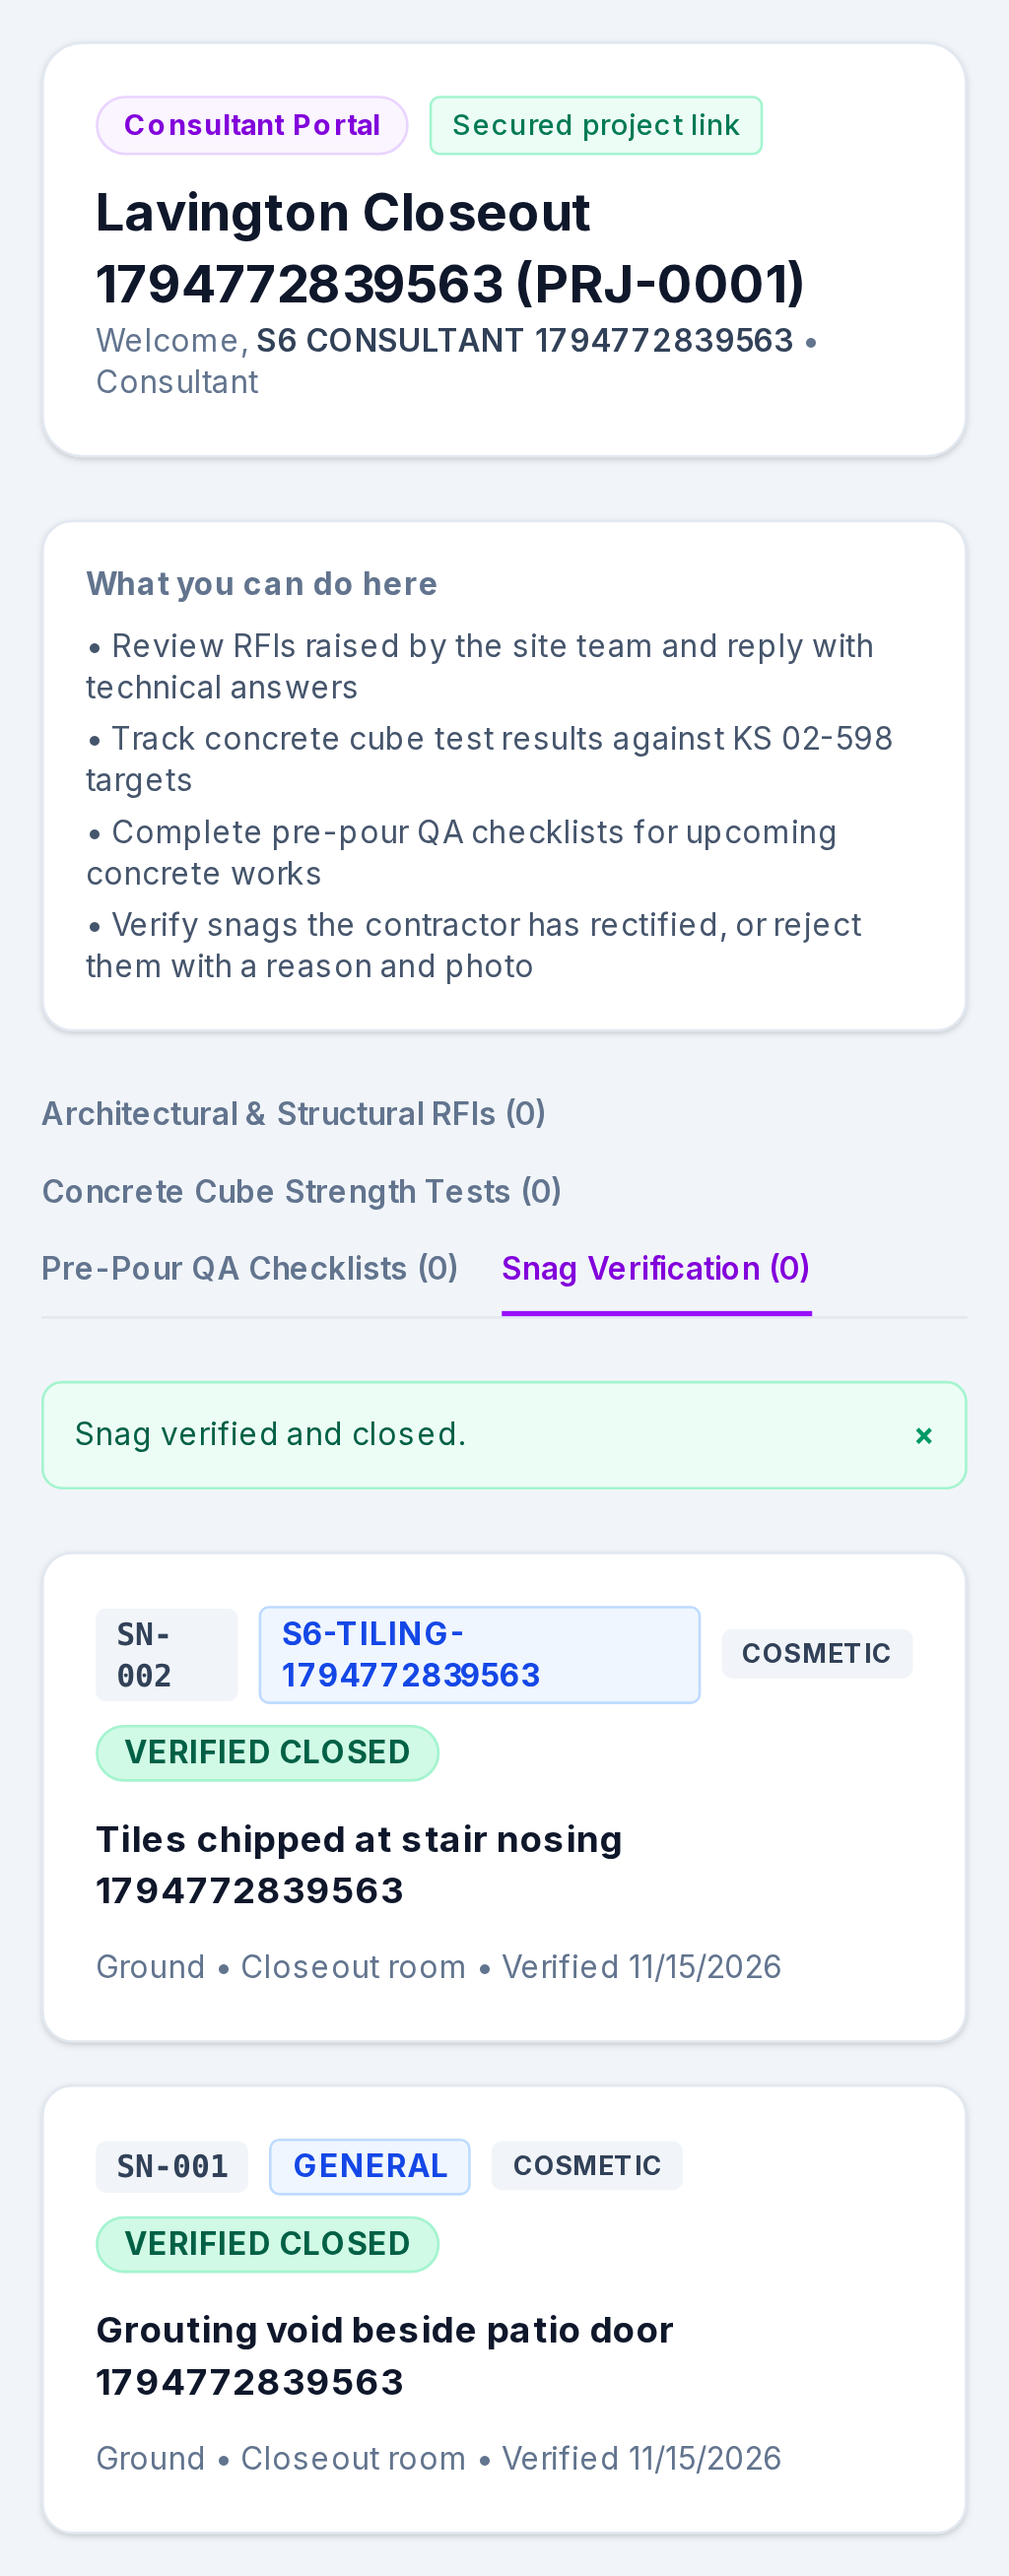 Consultant Portal Secured project link
Lavington Closeout
1794772839563 (PRJ-0001)
Welcome, S6 CONSULTANT 1794772839563 •
Consultant
What you can do here
• Review RFIs raised by the site team and reply with
technical answers
• Track concrete cube test results against KS 02-598
targets
• Complete pre-pour QA checklists for upcoming
concrete works
• Verify snags the contractor has rectified, or reject
them with a reason and photo
Architectural & Structural RFIs (0)
Concrete Cube Strength Tests (0)
Pre-Pour QA Checklists (0) Snag Verification (0)
Snag verified and closed. ×
SN-
002
S6-TILING-
1794772839563
COSMETIC
VERIFIED CLOSED
Tiles chipped at stair nosing
1794772839563
Ground • Closeout room • Verified 11/15/2026
SN-001 GENERAL COSMETIC
VERIFIED CLOSED
Grouting void beside patio door
1794772839563
Ground • Closeout room • Verified 11/15/2026